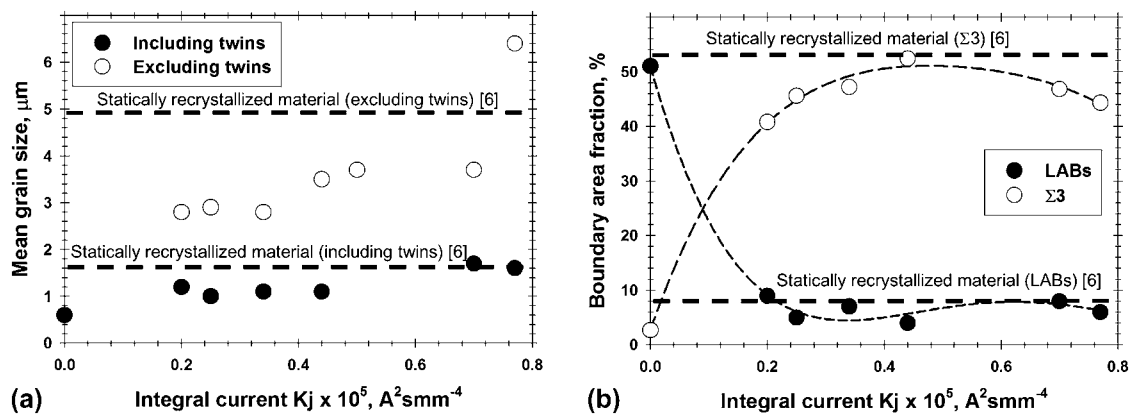 Including twins
Excluding twins
Statically recrystallized material (excluding twins) [6]
Statically recrystallized material (including twins) [6]
Mean grain size, μm
7
6
5
4
3
2
1
0
0.0 0.2 0.4 0.6 0.8
Integral current Kj x 10⁵, A²smm⁻⁴
(a)
Statically recrystallized material (Σ3) [6]
LABs
Σ3
Statically recrystallized material (LABs) [6]
Boundary area fraction, %
50
40
30
20
10
0
0.0 0.2 0.4 0.6 0.8
Integral current Kj x 10⁵, A²smm⁻⁴
(b)